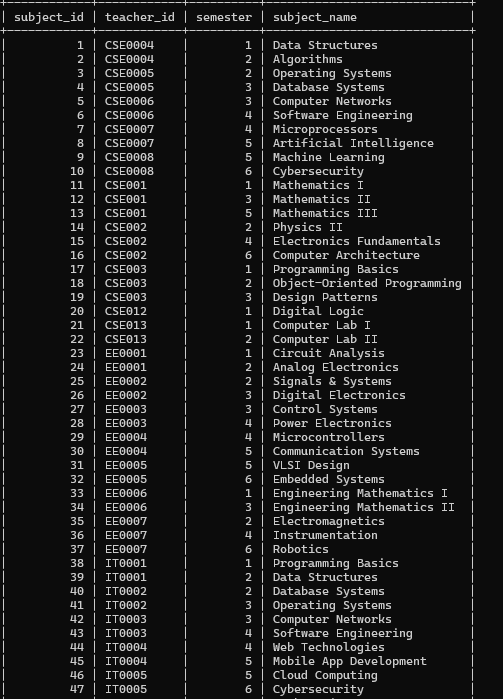 subject_id | teacher_id | semester | subject_name
1 | CSE0004 | 1 | Data Structures
2 | CSE0004 | 2 | Algorithms
3 | CSE0005 | 2 | Operating Systems
4 | CSE0005 | 3 | Database Systems
5 | CSE0006 | 3 | Computer Networks
6 | CSE0006 | 4 | Software Engineering
7 | CSE0007 | 4 | Microprocessors
8 | CSE0007 | 5 | Artificial Intelligence
9 | CSE0008 | 5 | Machine Learning
10 | CSE0008 | 6 | Cybersecurity
11 | CSE001 | 1 | Mathematics I
12 | CSE001 | 3 | Mathematics II
13 | CSE001 | 5 | Mathematics III
14 | CSE002 | 2 | Physics II
15 | CSE002 | 4 | Electronics Fundamentals
16 | CSE002 | 6 | Computer Architecture
17 | CSE003 | 1 | Programming Basics
18 | CSE003 | 2 | Object-Oriented Programming
19 | CSE003 | 3 | Design Patterns
20 | CSE012 | 1 | Digital Logic
21 | CSE013 | 1 | Computer Lab I
22 | CSE013 | 2 | Computer Lab II
23 | EE0001 | 1 | Circuit Analysis
24 | EE0001 | 2 | Analog Electronics
25 | EE0002 | 2 | Signals & Systems
26 | EE0002 | 3 | Digital Electronics
27 | EE0003 | 3 | Control Systems
28 | EE0003 | 4 | Power Electronics
29 | EE0004 | 4 | Microcontrollers
30 | EE0004 | 5 | Communication Systems
31 | EE0005 | 5 | VLSI Design
32 | EE0005 | 6 | Embedded Systems
33 | EE0006 | 1 | Engineering Mathematics I
34 | EE0006 | 3 | Engineering Mathematics II
35 | EE0007 | 2 | Electromagnetics
36 | EE0007 | 4 | Instrumentation
37 | EE0007 | 6 | Robotics
38 | IT0001 | 1 | Programming Basics
39 | IT0001 | 2 | Data Structures
40 | IT0002 | 2 | Database Systems
41 | IT0002 | 3 | Operating Systems
42 | IT0003 | 3 | Computer Networks
43 | IT0003 | 4 | Software Engineering
44 | IT0004 | 4 | Web Technologies
45 | IT0004 | 5 | Mobile App Development
46 | IT0005 | 5 | Cloud Computing
47 | IT0005 | 6 | Cybersecurity